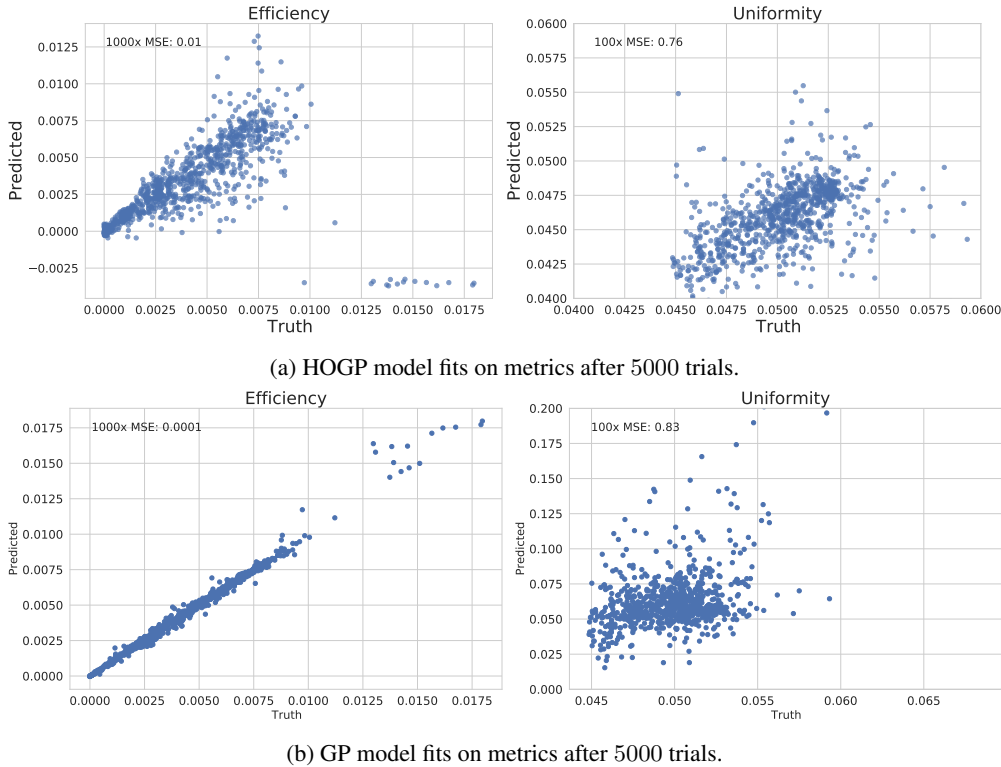 Efficiency
1000x MSE: 0.01
0.0125
0.0100
0.0075
0.0050
0.0025
0.0000
−0.0025
Predicted
0.0000 0.0025 0.0050 0.0075 0.0100 0.0125 0.0150 0.0175
Truth
Uniformity
100x MSE: 0.76
0.0600
0.0575
0.0550
0.0525
0.0500
0.0475
0.0450
0.0425
0.0400
Predicted
0.0400 0.0425 0.0450 0.0475 0.0500 0.0525 0.0550 0.0575 0.0600
Truth
(a) HOGP model fits on metrics after 5000 trials.
Efficiency
1000x MSE: 0.0001
0.0175
0.0150
0.0125
0.0100
0.0075
0.0050
0.0025
0.0000
Predicted
0.0000 0.0025 0.0050 0.0075 0.0100 0.0125 0.0150 0.0175
Truth
Uniformity
100x MSE: 0.83
0.200
0.175
0.150
0.125
0.100
0.075
0.050
0.025
0.000
Predicted
0.045 0.050 0.055 0.060 0.065
Truth
(b) GP model fits on metrics after 5000 trials.